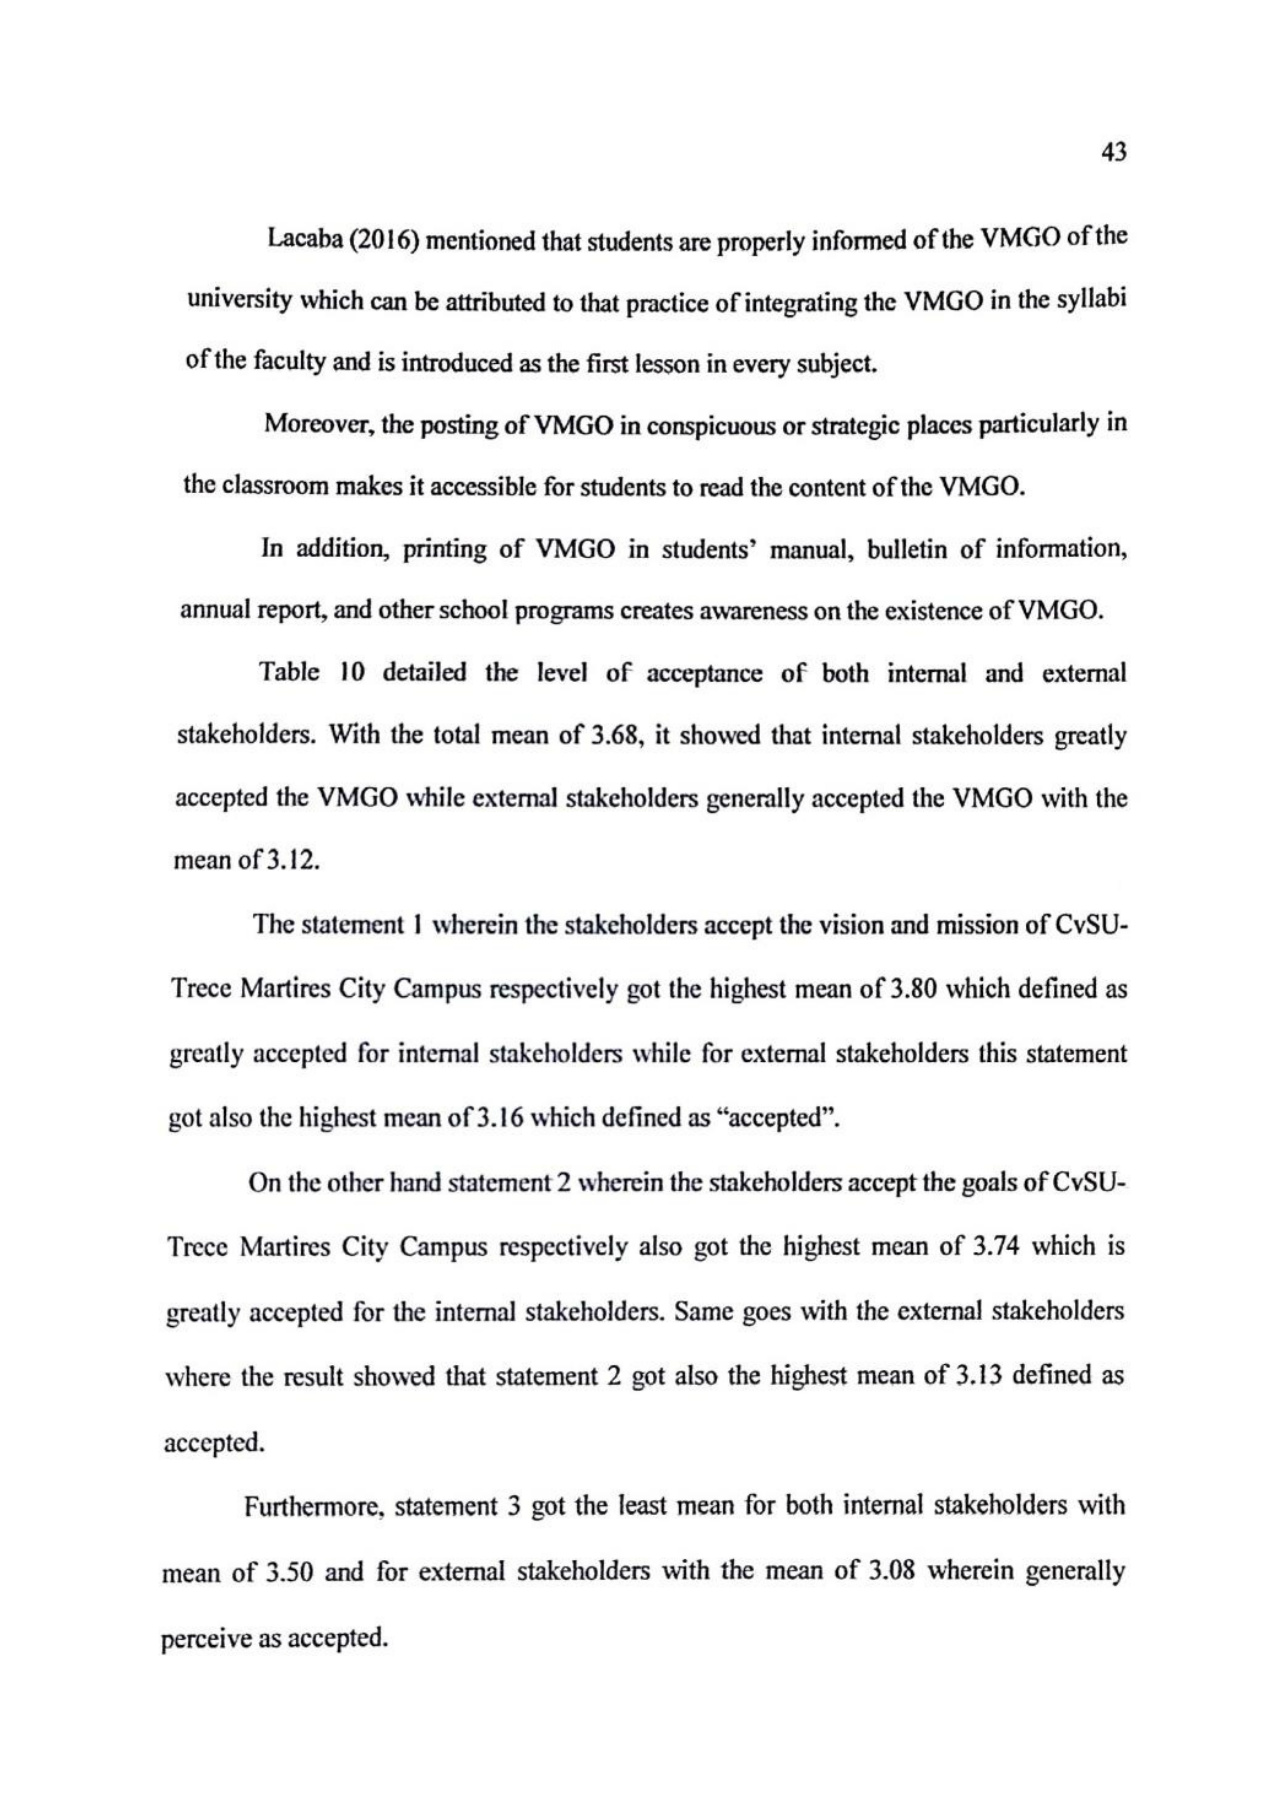 43
Lacaba (2016) mentioned that students are properly informed of the VMGO of the
university which can be attributed to that practice of integrating the VMGO in the syllabi
of the faculty and is introduced as the first lesson in every subject.
Moreover, the posting of VMGO in conspicuous or strategic places particularly in
the classroom makes it accessible for students to read the content of the VMGO.
In addition, printing of VMGO in students’ manual, bulletin of information,
annual report, and other school programs creates awareness on the existence of VMGO.
Table 10 detailed the level of acceptance of both internal and external
stakeholders. With the total mean of 3.68, it showed that internal stakeholders greatly
accepted the VMGO while external stakeholders generally accepted the VMGO with the
mean of 3.12.
The statement 1 wherein the stakeholders accept the vision and mission of CvSU-
Trece Martires City Campus respectively got the highest mean of 3.80 which defined as
greatly accepted for internal stakeholders while for external stakeholders this statement
got also the highest mean of 3.16 which defined as “accepted”.
On the other hand statement 2 wherein the stakeholders accept the goals of CvSU-
Trece Martires City Campus respectively also got the highest mean of 3.74 which is
greatly accepted for the internal stakeholders. Same goes with the external stakeholders
where the result showed that statement 2 got also the highest mean of 3.13 defined as
accepted.
Furthermore, statement 3 got the least mean for both internal stakeholders with
mean of 3.50 and for external stakeholders with the mean of 3.08 wherein generally
perceive as accepted.